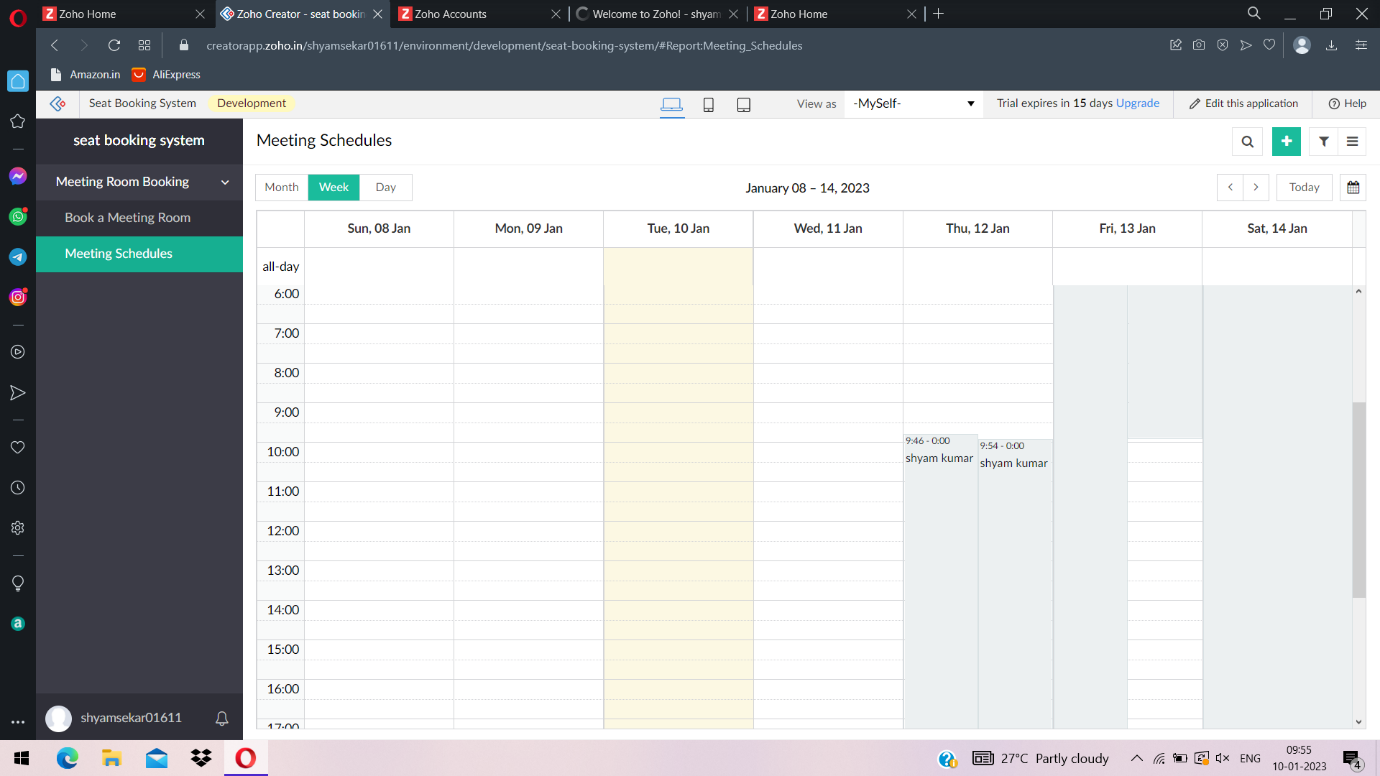 Zoho Home
Zoho Creator - seat bookin
Zoho Accounts
Welcome to Zoho! - shyam
Zoho Home
creatorapp.zoho.in/shyamsekar01611/environment/development/seat-booking-system/#Report:Meeting_Schedules
Amazon.in
AliExpress
Seat Booking System
Development
View as
-MySelf-
Trial expires in 15 days Upgrade
Edit this application
Help
seat booking system
Meeting Room Booking
Book a Meeting Room
Meeting Schedules
shyamsekar01611
Meeting Schedules
Month
Week
Day
January 08 – 14, 2023
Today
Sun, 08 Jan
Mon, 09 Jan
Tue, 10 Jan
Wed, 11 Jan
Thu, 12 Jan
Fri, 13 Jan
Sat, 14 Jan
all-day
6:00
7:00
8:00
9:00
10:00
11:00
12:00
13:00
14:00
15:00
16:00
17:00
9:46 - 0:00
shyam kumar
9:54 - 0:00
shyam kumar
27°C Partly cloudy
ENG
09:55
10-01-2023
4